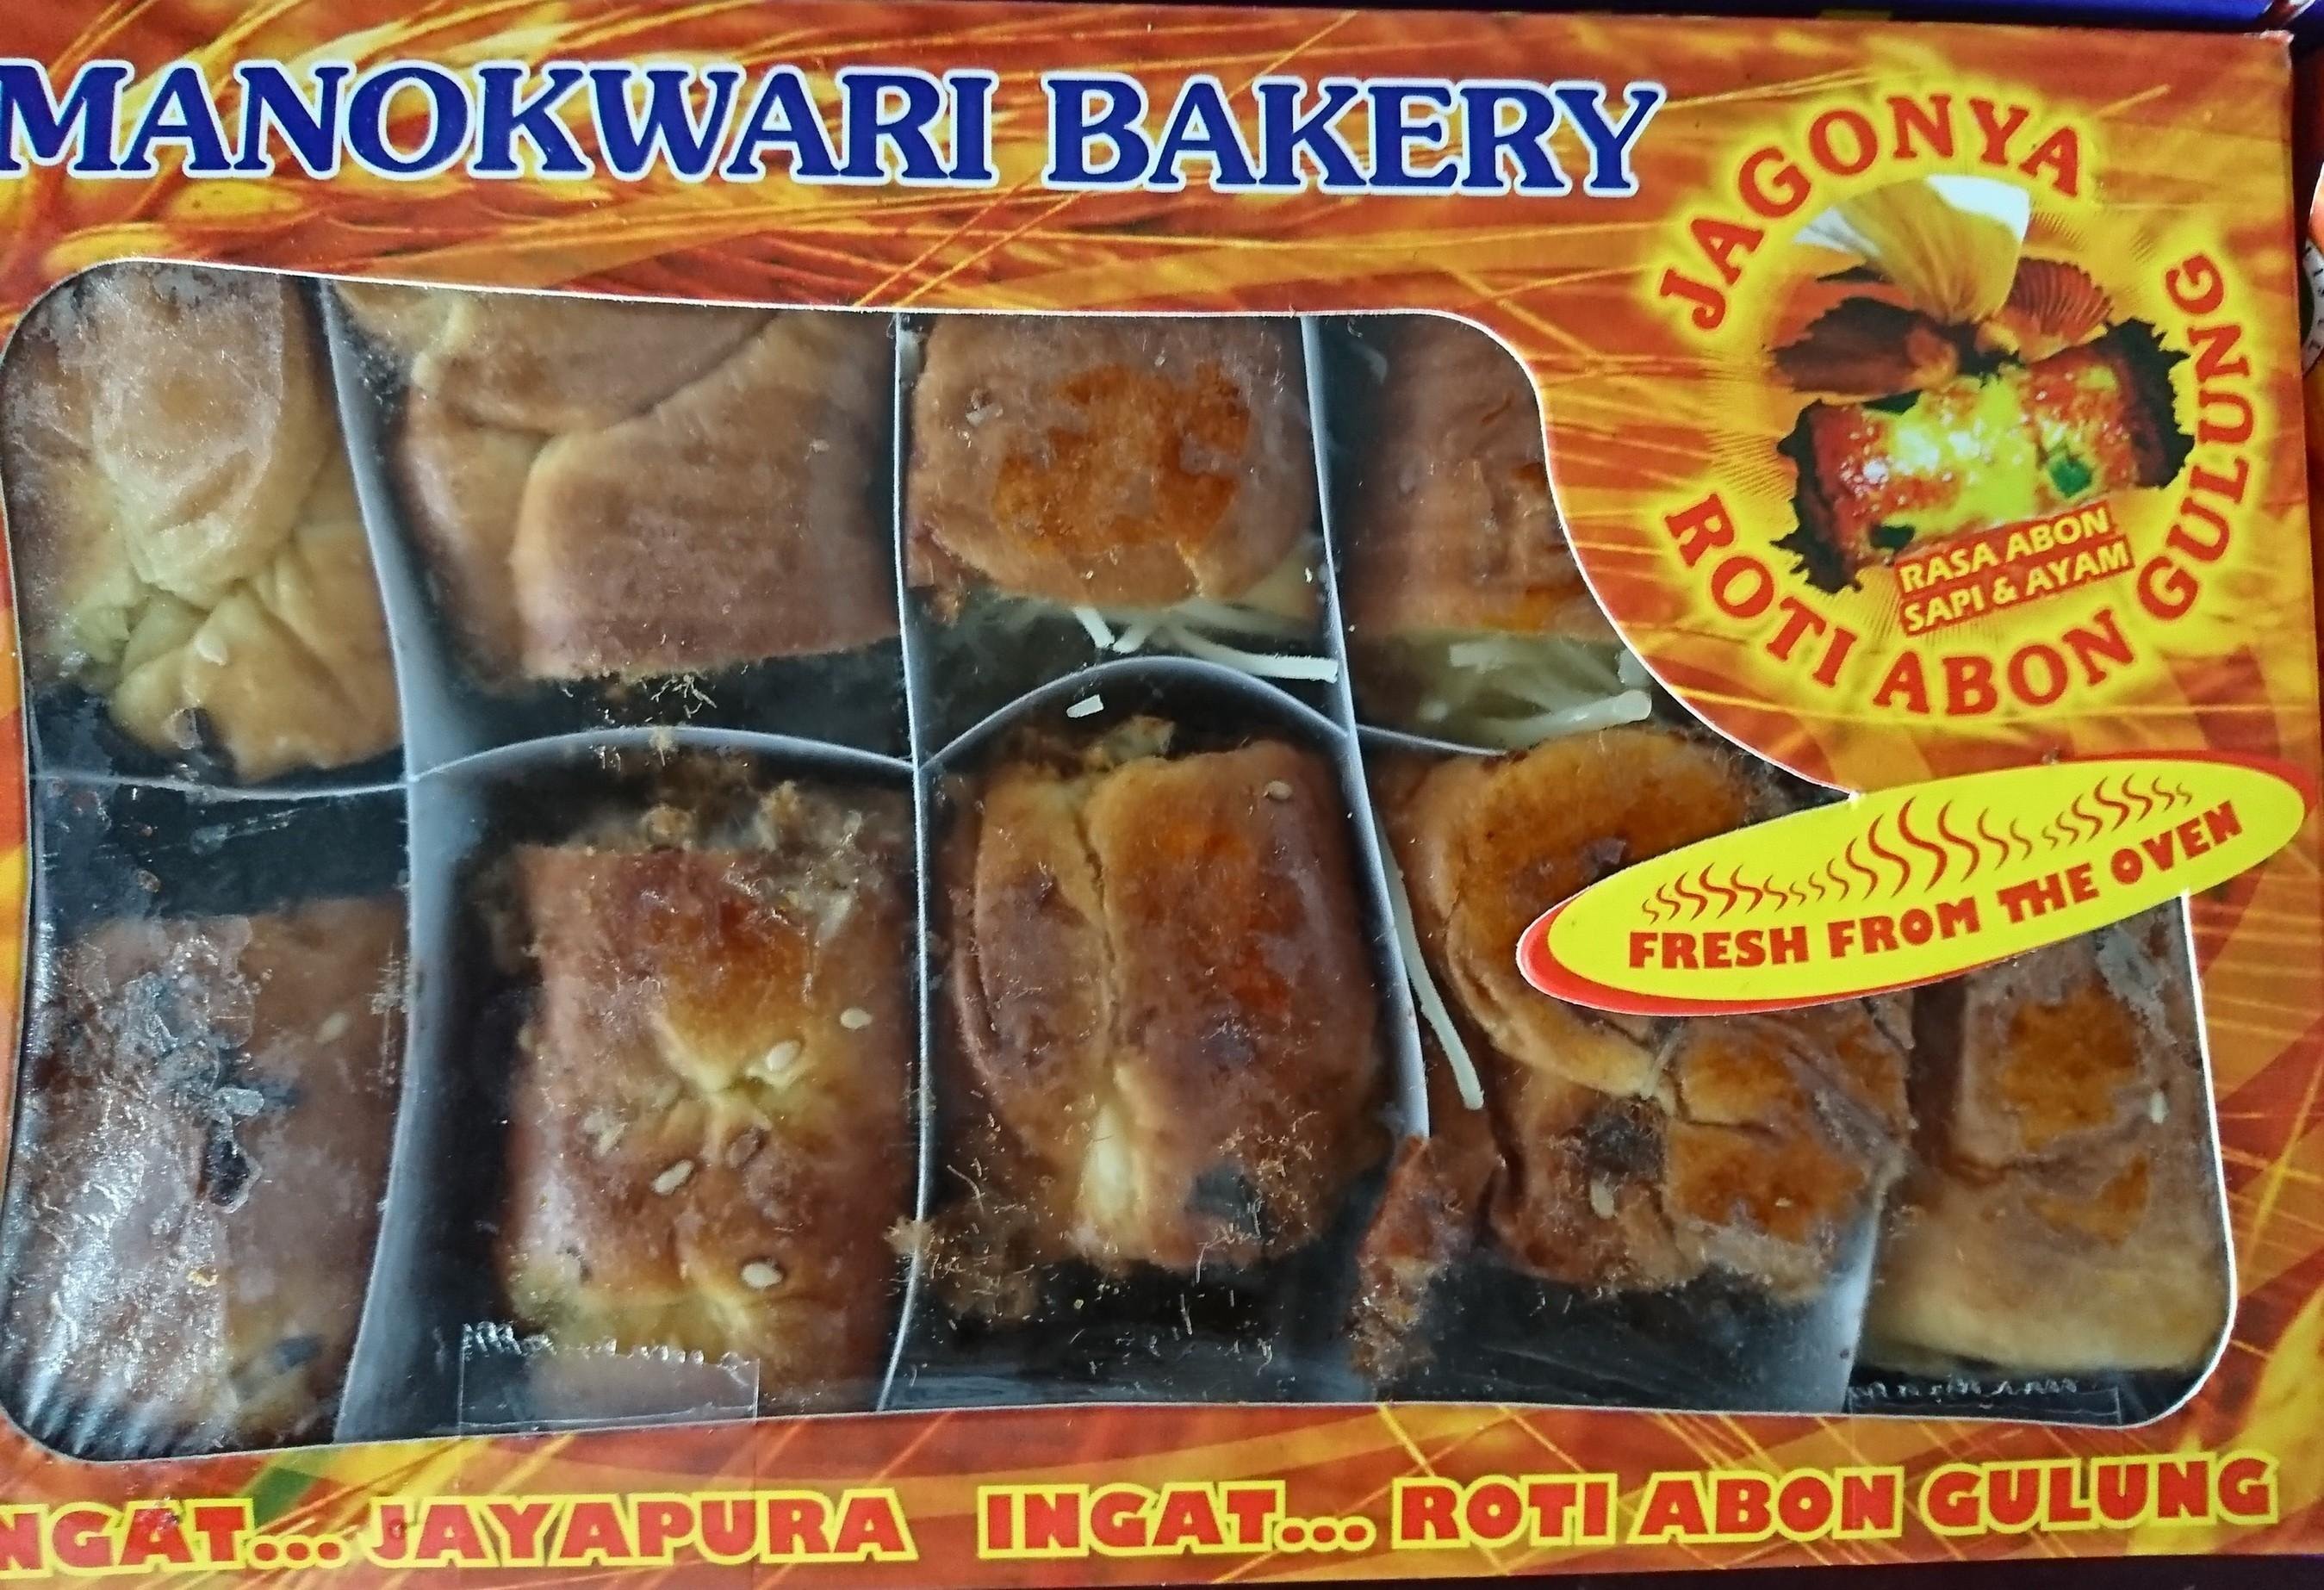 MANOKWARI BAKERY
JAGONYA
ROTI ABON GULUNG
RASA ABON
SAPI & AYAM
FRESH FROM THE OVEN
NGAT... JAYAPURA INGAT... ROTI ABON GULUNG